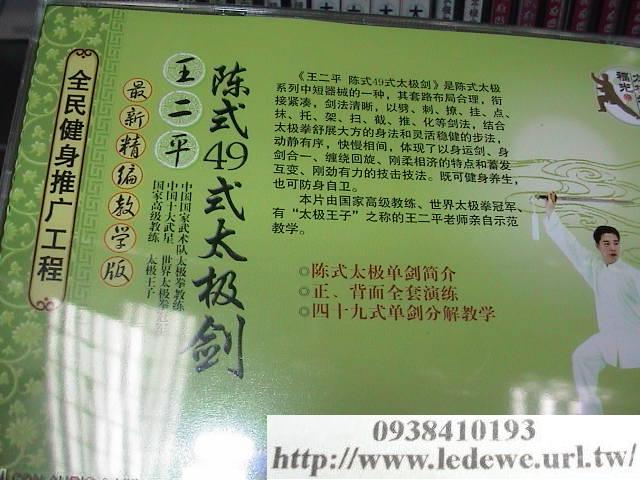 全民健身推广工程
最新精编教学版
王二平
陈式49式太极剑
中国国家武术队太极拳教练
中国十大武星 世界太极拳冠军
国家高级教练 太极王子
《王二平 陈式49式太极剑》是陈式太极
系列中短器械的一种，其套路布局合理，衔
接紧凑，剑法清晰，以劈、刺、撩、挂、点、
抹、托、架、扫、截、推、化等剑法，结合
太极拳舒展大方的身法和灵活稳健的步法，
动静有序，快慢相间，体现了以身运剑、身
剑合一、缠绕回旋、刚柔相济的特点和蓄发
互变、刚劲有力的技击技法。既可健身养生，
也可防身自卫。
本片由国家高级教练、世界太极拳冠军、
有“太极王子”之称的王二平老师亲自示范
教学。
◎陈式太极单剑简介
◎正、背面全套演练
◎四十九式单剑分解教学
福
光
0938410193
http://www.ledewe.url.tw/